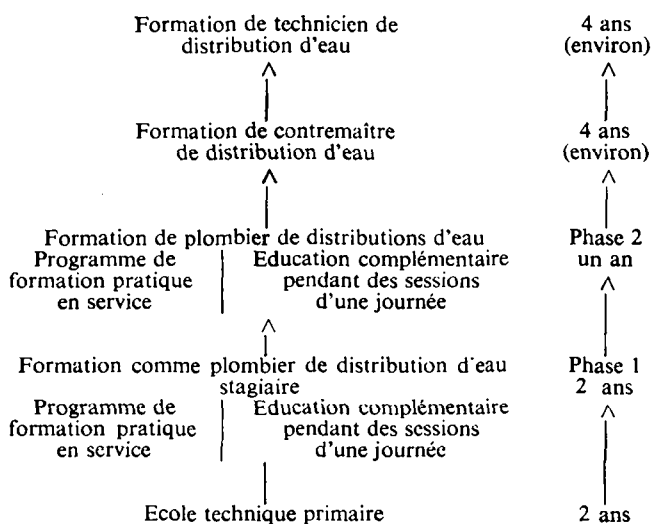 Formation de technicien de 4 ans
distribution d'eau (environ)
Formation de contremaître 4 ans
de distribution d'eau (environ)
Formation de plombier de distributions d'eau Phase 2
Programme de Education complémentaire un an
formation pratique pendant des sessions
en service d'une journée
Formation comme plombier de distribution d'eau Phase 1
stagiaire 2 ans
Programme de Education complémentaire
formation pratique pendant des sessions
en service d'une journée
Ecole technique primaire 2 ans